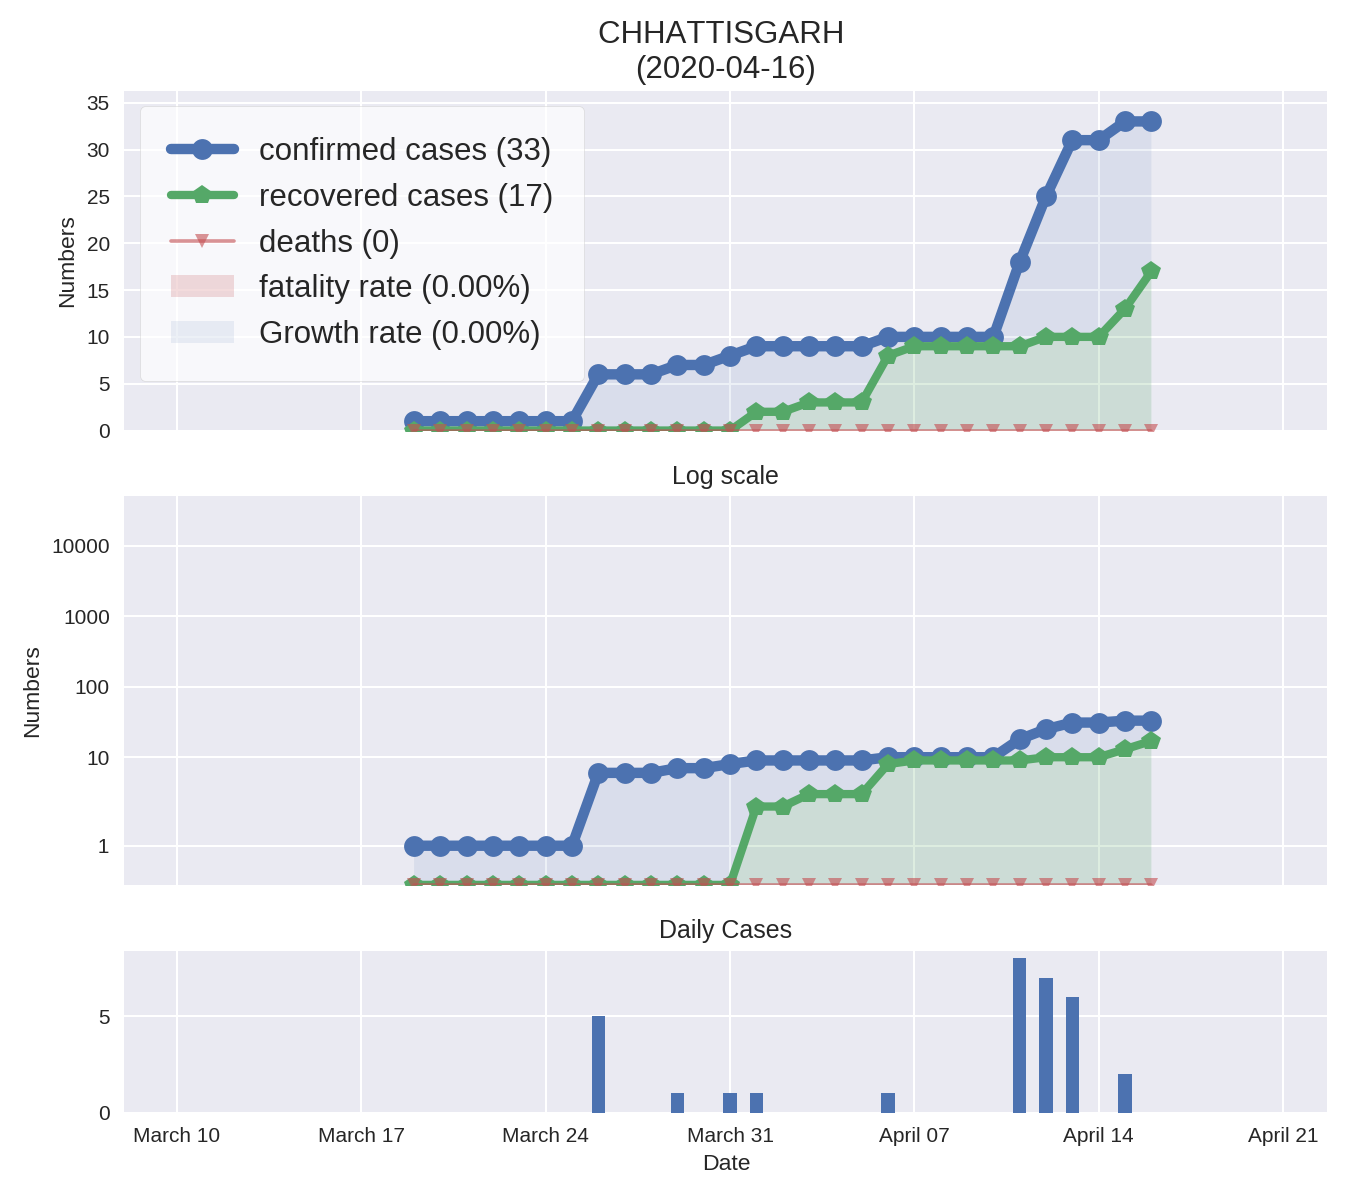 CHHATTISGARH
(2020-04-16)
35
30
25
20
15
10
5
0
Numbers
confirmed cases (33)
recovered cases (17)
deaths (0)
fatality rate (0.00%)
Growth rate (0.00%)
Log scale
10000
1000
100
10
1
Numbers
Daily Cases
5
0
March 10 March 17 March 24 March 31 April 07 April 14 April 21
Date